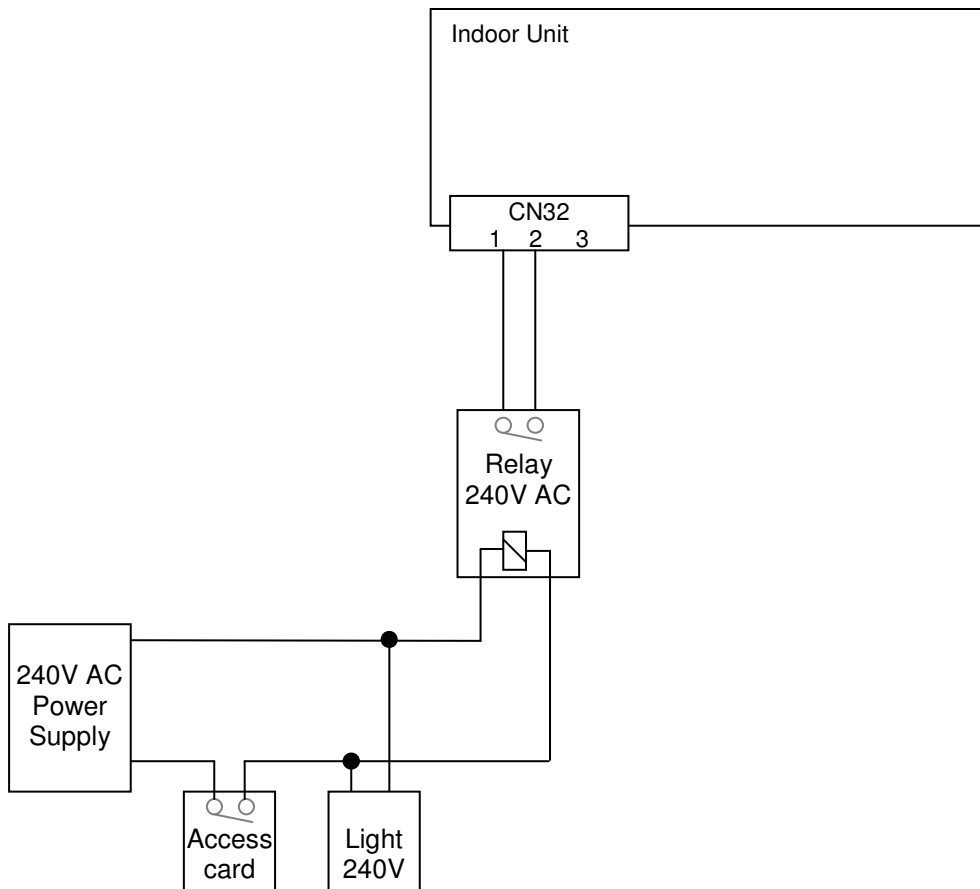 Indoor Unit
CN32
1 2 3
Relay
240V AC
240V AC
Power
Supply
Access
card
Light
240V